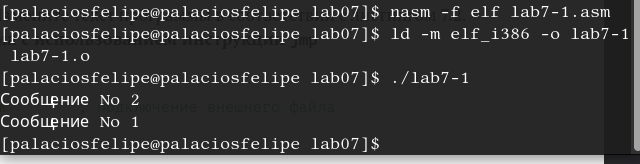 [palaciosfelipe@palaciosfelipe lab07]$ nasm -f elf lab7-1.asm
[palaciosfelipe@palaciosfelipe lab07]$ ld -m elf_i386 -o lab7-1
 lab7-1.o
[palaciosfelipe@palaciosfelipe lab07]$ ./lab7-1
Сообщение No 2
Сообщение No 1
[palaciosfelipe@palaciosfelipe lab07]$